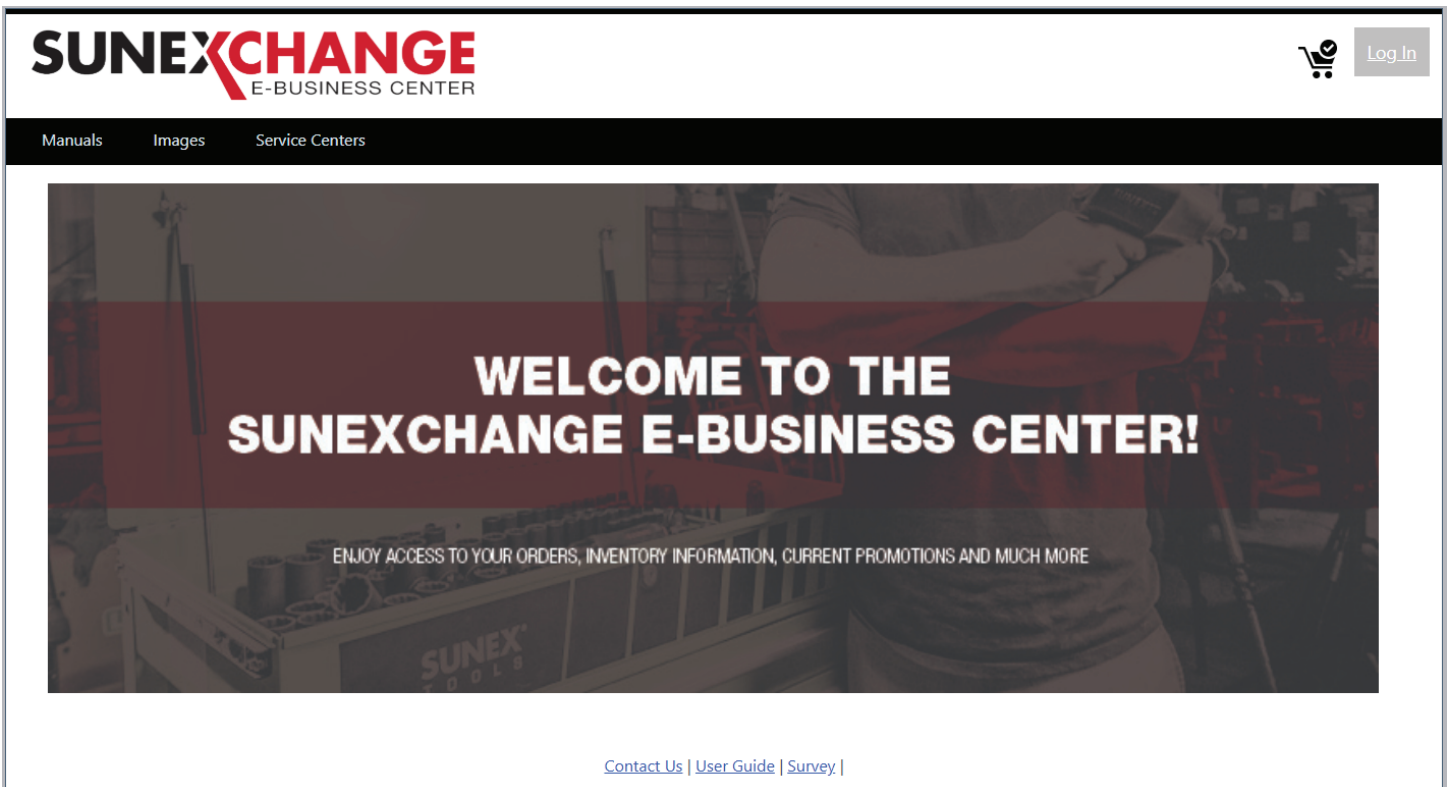 SUNEXCHANGE
E-BUSINESS CENTER
Log In
Manuals Images Service Centers
WELCOME TO THE
SUNEXCHANGE E-BUSINESS CENTER!
ENJOY ACCESS TO YOUR ORDERS, INVENTORY INFORMATION, CURRENT PROMOTIONS AND MUCH MORE
SUNEX
TOOLS
Contact Us | User Guide | Survey |